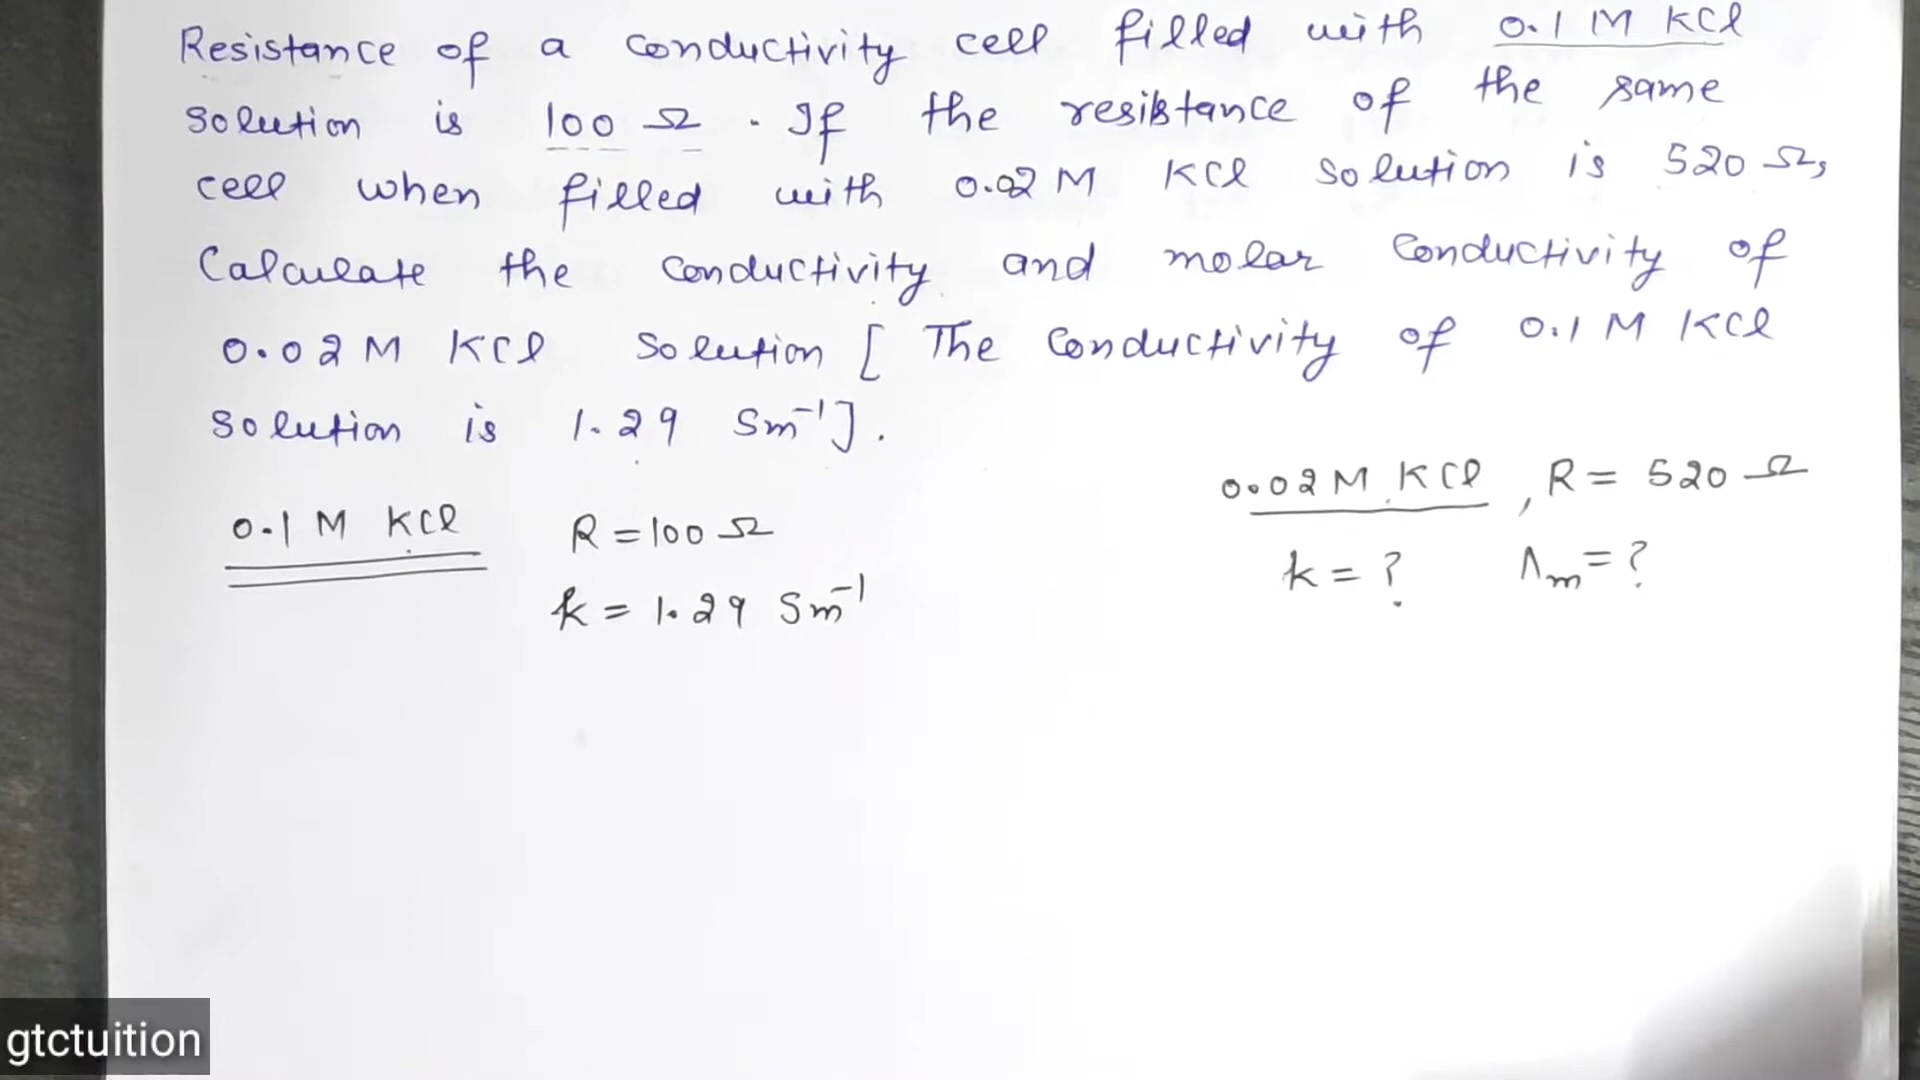 Resistance of a conductivity cell filled with 0.1 M KCl
solution is 100 Ω . If the resistance of the same
cell when filled with 0.02 M KCl solution is 520 Ω,
Calculate the conductivity and molar conductivity of
0.02 M KCl solution [ The conductivity of 0.1 M KCl
solution is 1.29 Sm⁻¹].
0.1 M KCl R = 100 Ω
k = 1.29 Sm⁻¹
0.02 M KCl , R = 520 Ω
k = ? Λm = ?
gtctuition